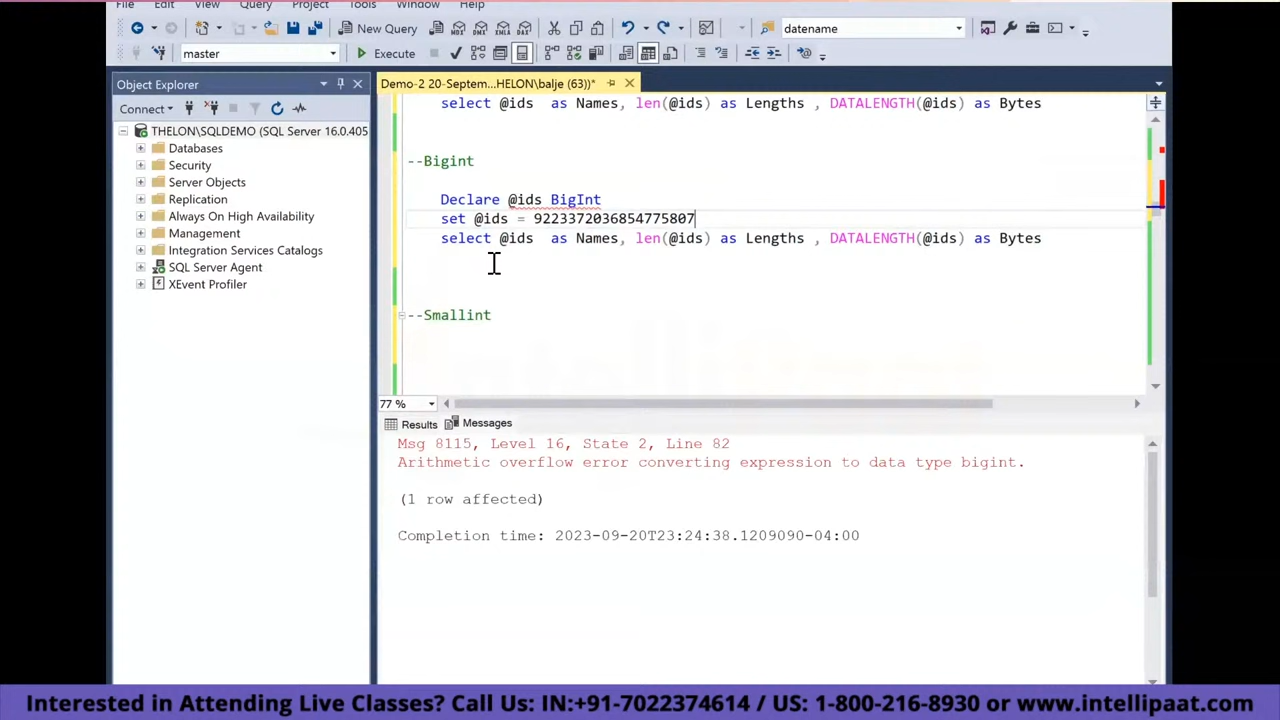 File Edit View Query Project Tools Window Help
New Query MDX DMX XMLA DAX datename
master Execute
Object Explorer
Demo-2 20-Septem...HELON\balje (63))*
Connect
THELON\SQLDEMO (SQL Server 16.0.405
Databases
Security
Server Objects
Replication
Always On High Availability
Management
Integration Services Catalogs
SQL Server Agent
XEvent Profiler
select @ids as Names, len(@ids) as Lengths , DATALENGTH(@ids) as Bytes
--Bigint
Declare @ids BigInt
set @ids = 9223372036854775807
select @ids as Names, len(@ids) as Lengths , DATALENGTH(@ids) as Bytes
--Smallint
77 %
Results Messages
Msg 8115, Level 16, State 2, Line 82
Arithmetic overflow error converting expression to data type bigint.
(1 row affected)
Completion time: 2023-09-20T23:24:38.1209090-04:00
Interested in Attending Live Classes? Call Us: IN:+91-7022374614 / US: 1-800-216-8930 or www.intellipaat.com